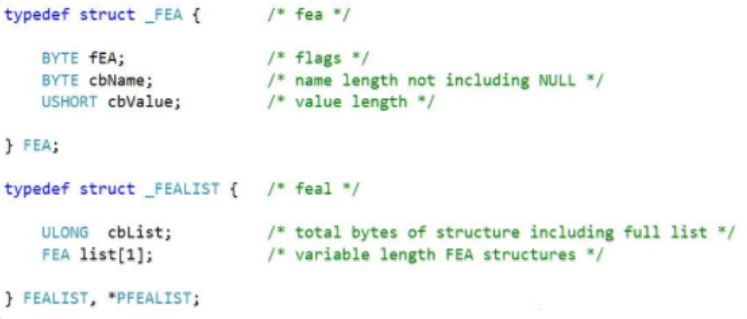 typedef struct _FEA { /* fea */
BYTE fEA; /* flags */
BYTE cbName; /* name length not including NULL */
USHORT cbValue; /* value length */
} FEA;
typedef struct _FEALIST { /* feal */
ULONG cbList; /* total bytes of structure including full list */
FEA list[1]; /* variable length FEA structures */
} FEALIST, *PFEALIST;